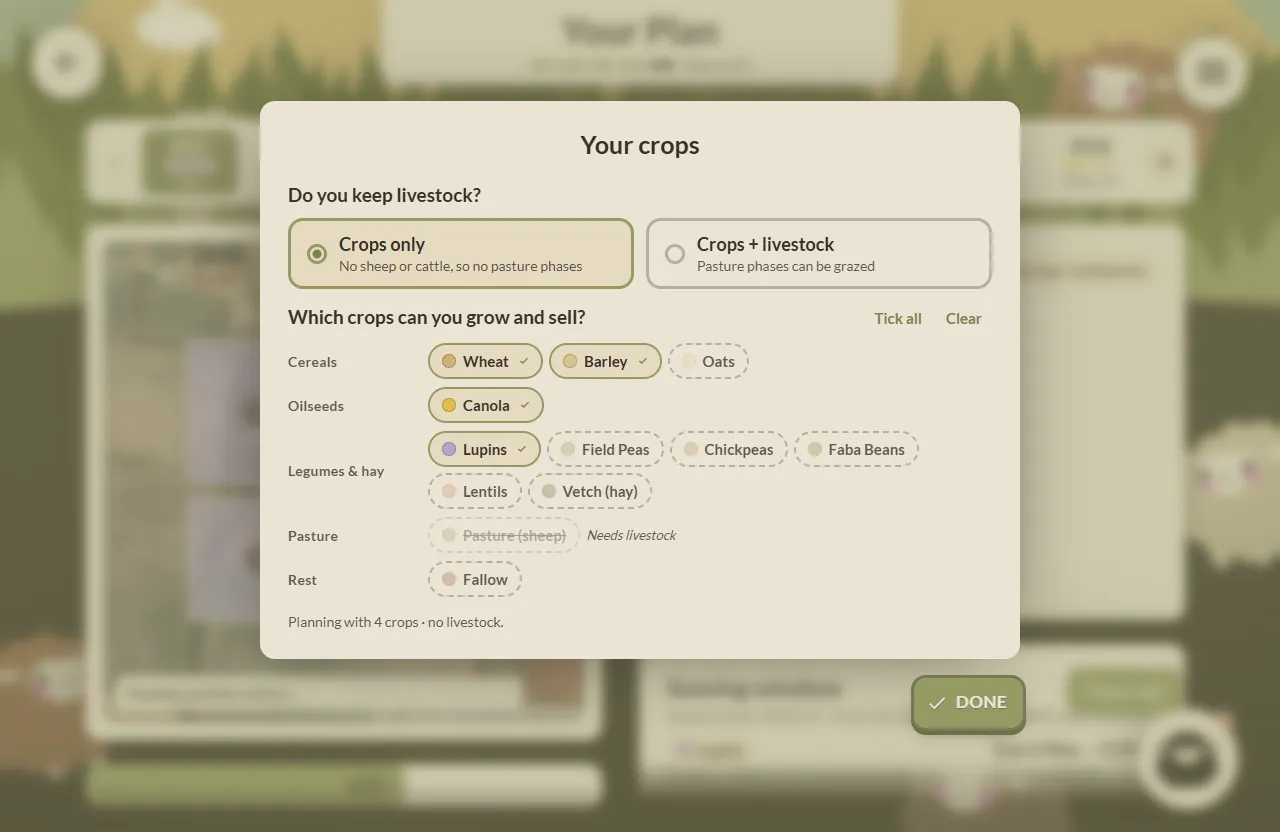 Your Plan
Your crops
Do you keep livestock?
Crops only
No sheep or cattle, so no pasture phases
Crops + livestock
Pasture phases can be grazed
Which crops can you grow and sell?
Tick all
Clear
Cereals
Wheat
Barley
Oats
Oilseeds
Canola
Legumes & hay
Lupins
Field Peas
Chickpeas
Faba Beans
Lentils
Vetch (hay)
Pasture
Pasture (sheep)
Needs livestock
Rest
Fallow
Planning with 4 crops · no livestock.
DONE